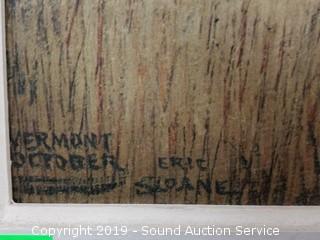 VERMONT
OCTOBER
ERIC
SLOANE
Copyright 2019 - Sound Auction Service